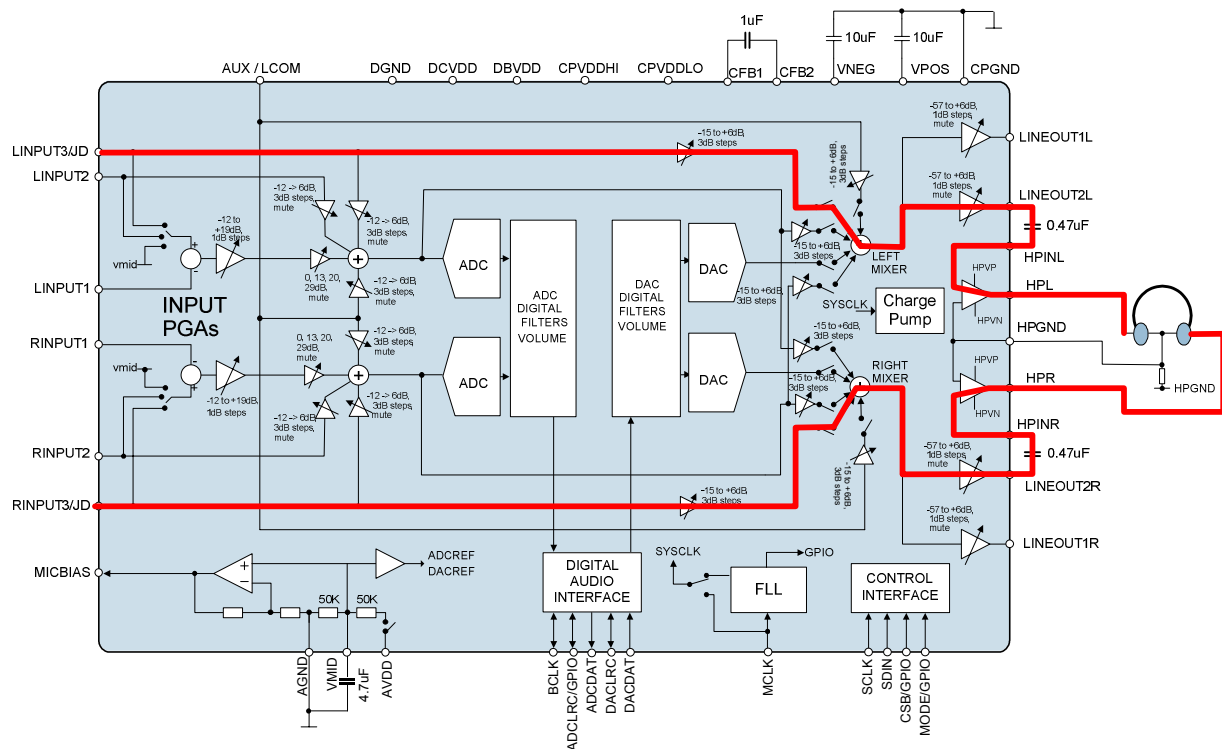 1uF
10uF
10uF
AUX / LCOM
DGND
DCVDD
DBVDD
CPVDDHI
CPVDDLO
CFB1
CFB2
VNEG
VPOS
CPGND
-57 to +6dB,
1dB steps,
mute
LINEOUT1L
LINPUT3/JD
-15 to +6dB,
3dB steps
-15 to +6dB,
3dB steps
LINPUT2
-12 -> 6dB,
3dB steps,
mute
-57 to +6dB,
1dB steps,
mute
LINEOUT2L
-12 to
+19dB,
1dB steps
-12 -> 6dB,
3dB steps,
mute
0.47uF
vmid
+
-
+
ADC
DAC
-15 to +6dB,
3dB steps
+
LEFT
MIXER
HPINL
0, 13, 20,
29dB,
mute
-12 -> 6dB,
3dB steps,
mute
LINPUT1
INPUT
PGAs
ADC
DIGITAL
FILTERS
VOLUME
DAC
DIGITAL
FILTERS
VOLUME
-15 to +6dB,
3dB steps
SYSCLK
Charge
Pump
HPVP
HPVN
HPL
RINPUT1
0, 13, 20,
29dB,
mute
-12 -> 6dB,
3dB steps,
mute
-15 to +6dB,
3dB steps
HPGND
vmid
-
+
+
ADC
DAC
RIGHT
MIXER
+
HPVP
HPVN
HPR
HPGND
-12 to +19dB,
1dB steps
-12 -> 6dB,
3dB steps,
mute
-12 -> 6dB,
3dB steps,
mute
-15 to +6dB,
3dB steps
HPINR
RINPUT2
-57 to +6dB,
1dB steps,
mute
0.47uF
-15 to +6dB,
3dB steps
LINEOUT2R
RINPUT3/JD
-15 to +6dB,
3dB steps
-57 to +6dB,
1dB steps,
mute
LINEOUT1R
MICBIAS
+
-
ADCREF
DACREF
DIGITAL
AUDIO
INTERFACE
SYSCLK
GPIO
FLL
CONTROL
INTERFACE
50K
50K
AGND
VMID
4.7uF
AVDD
BCLK
ADCLRC/GPIO
ADCDAT
DACLRC
DACDAT
MCLK
SCLK
SDIN
CSB/GPIO
MODE/GPIO